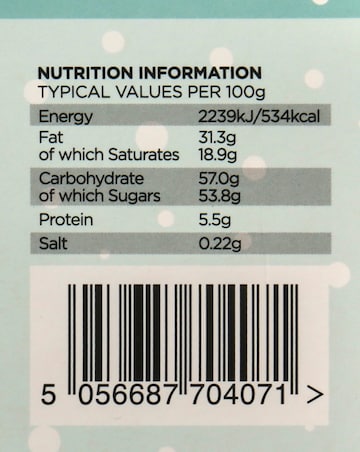 NUTRITION INFORMATION
TYPICAL VALUES PER 100g
Energy 2239kJ/534kcal
Fat 31.3g
of which Saturates 18.9g
Carbohydrate 57.0g
of which Sugars 53.8g
Protein 5.5g
Salt 0.22g
5 056687 704071 >